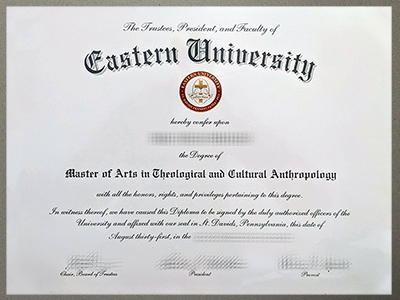 The Trustees, President, and Faculty of
Eastern University
EASTERN UNIVERSITY
hereby confer upon
the Degree of
Master of Arts in Theological and Cultural Anthropology
with all the honors, rights, and privileges pertaining to this degree.
In witness thereof, we have caused this Diploma to be signed by the duly authorized officers of the
University and affixed with our seal in St. Davids, Pennsylvania, this date of
August thirty-first, in the
Chair, Board of Trustees President Provost